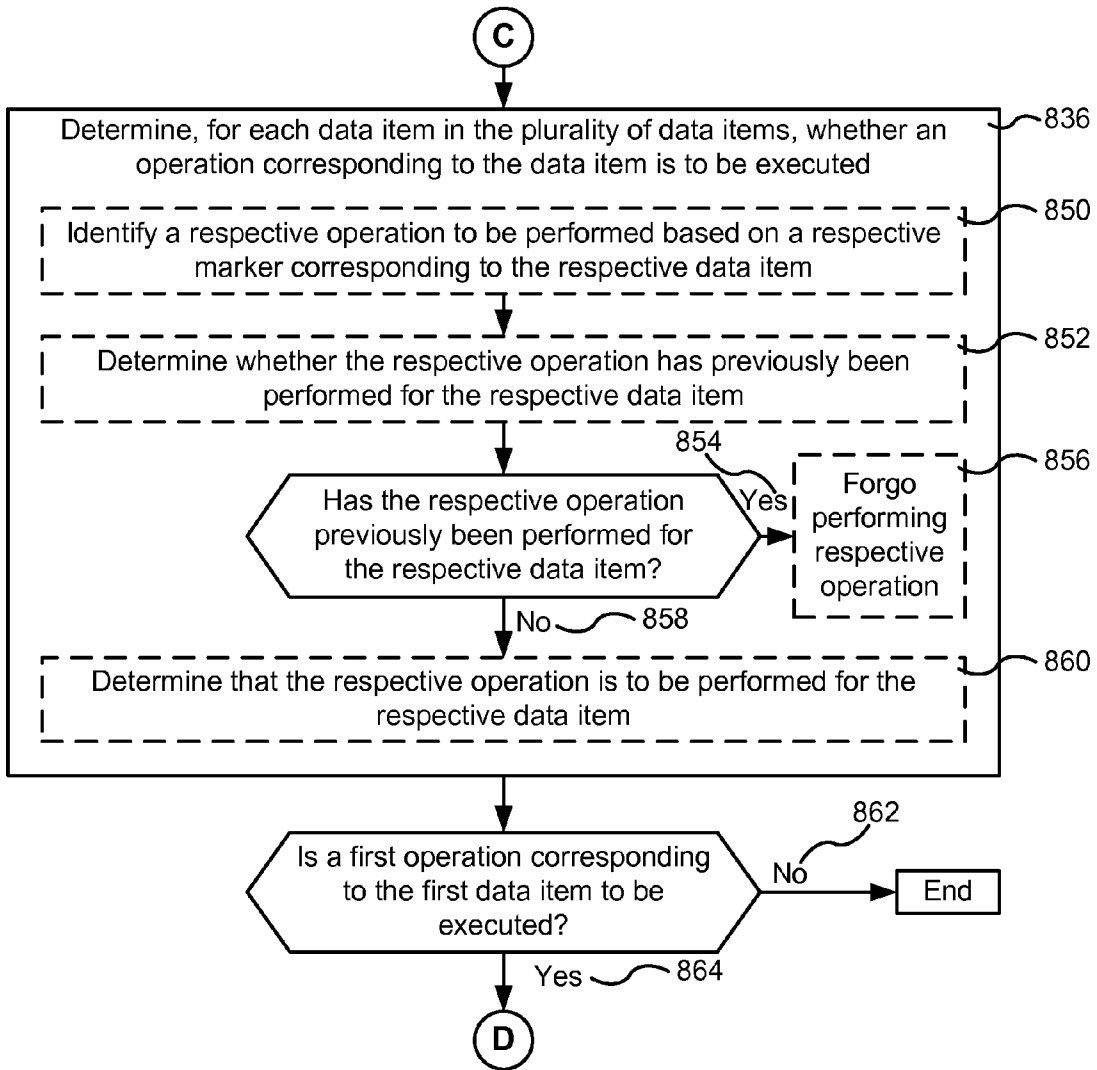 C
Determine, for each data item in the plurality of data items, whether an
operation corresponding to the data item is to be executed
836
850
Identify a respective operation to be performed based on a respective
marker corresponding to the respective data item
852
Determine whether the respective operation has previously been
performed for the respective data item
854
Yes
856
Forgo
performing
respective
operation
Has the respective operation
previously been performed for
the respective data item?
No
858
860
Determine that the respective operation is to be performed for the
respective data item
862
Is a first operation corresponding
to the first data item to be
executed?
No
End
Yes
864
D